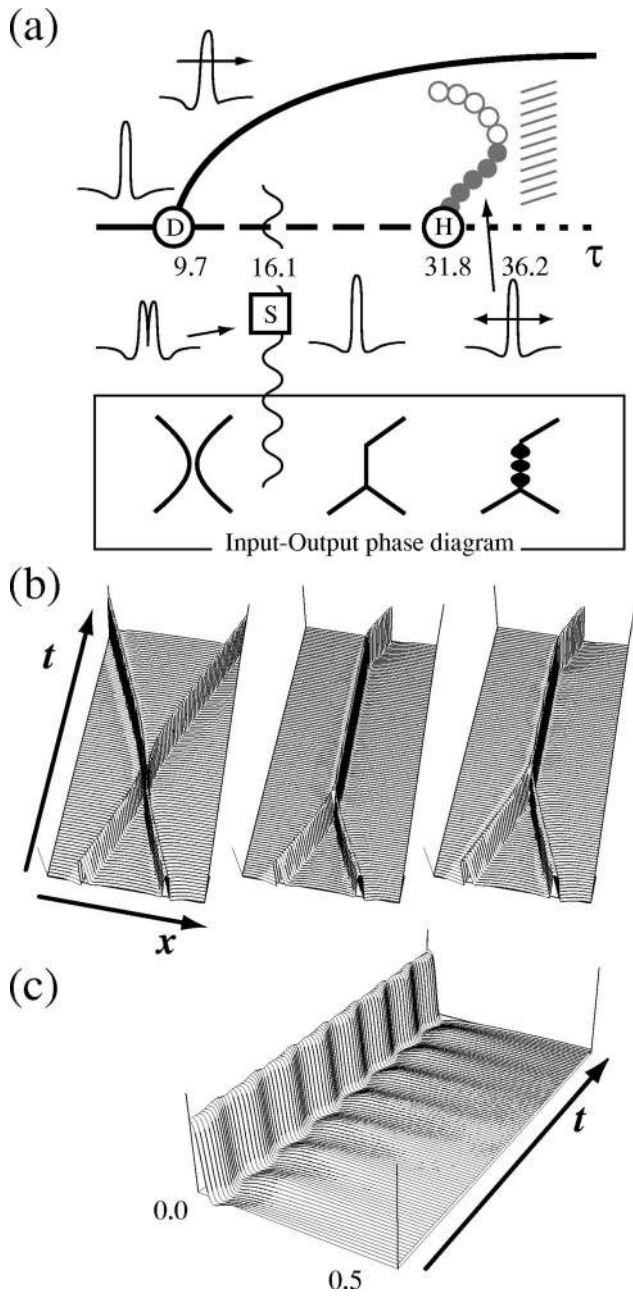 (a)
D
H
9.7 16.1 31.8 36.2 τ
S
Input-Output phase diagram
(b)
t
x
(c)
t
0.0
0.5